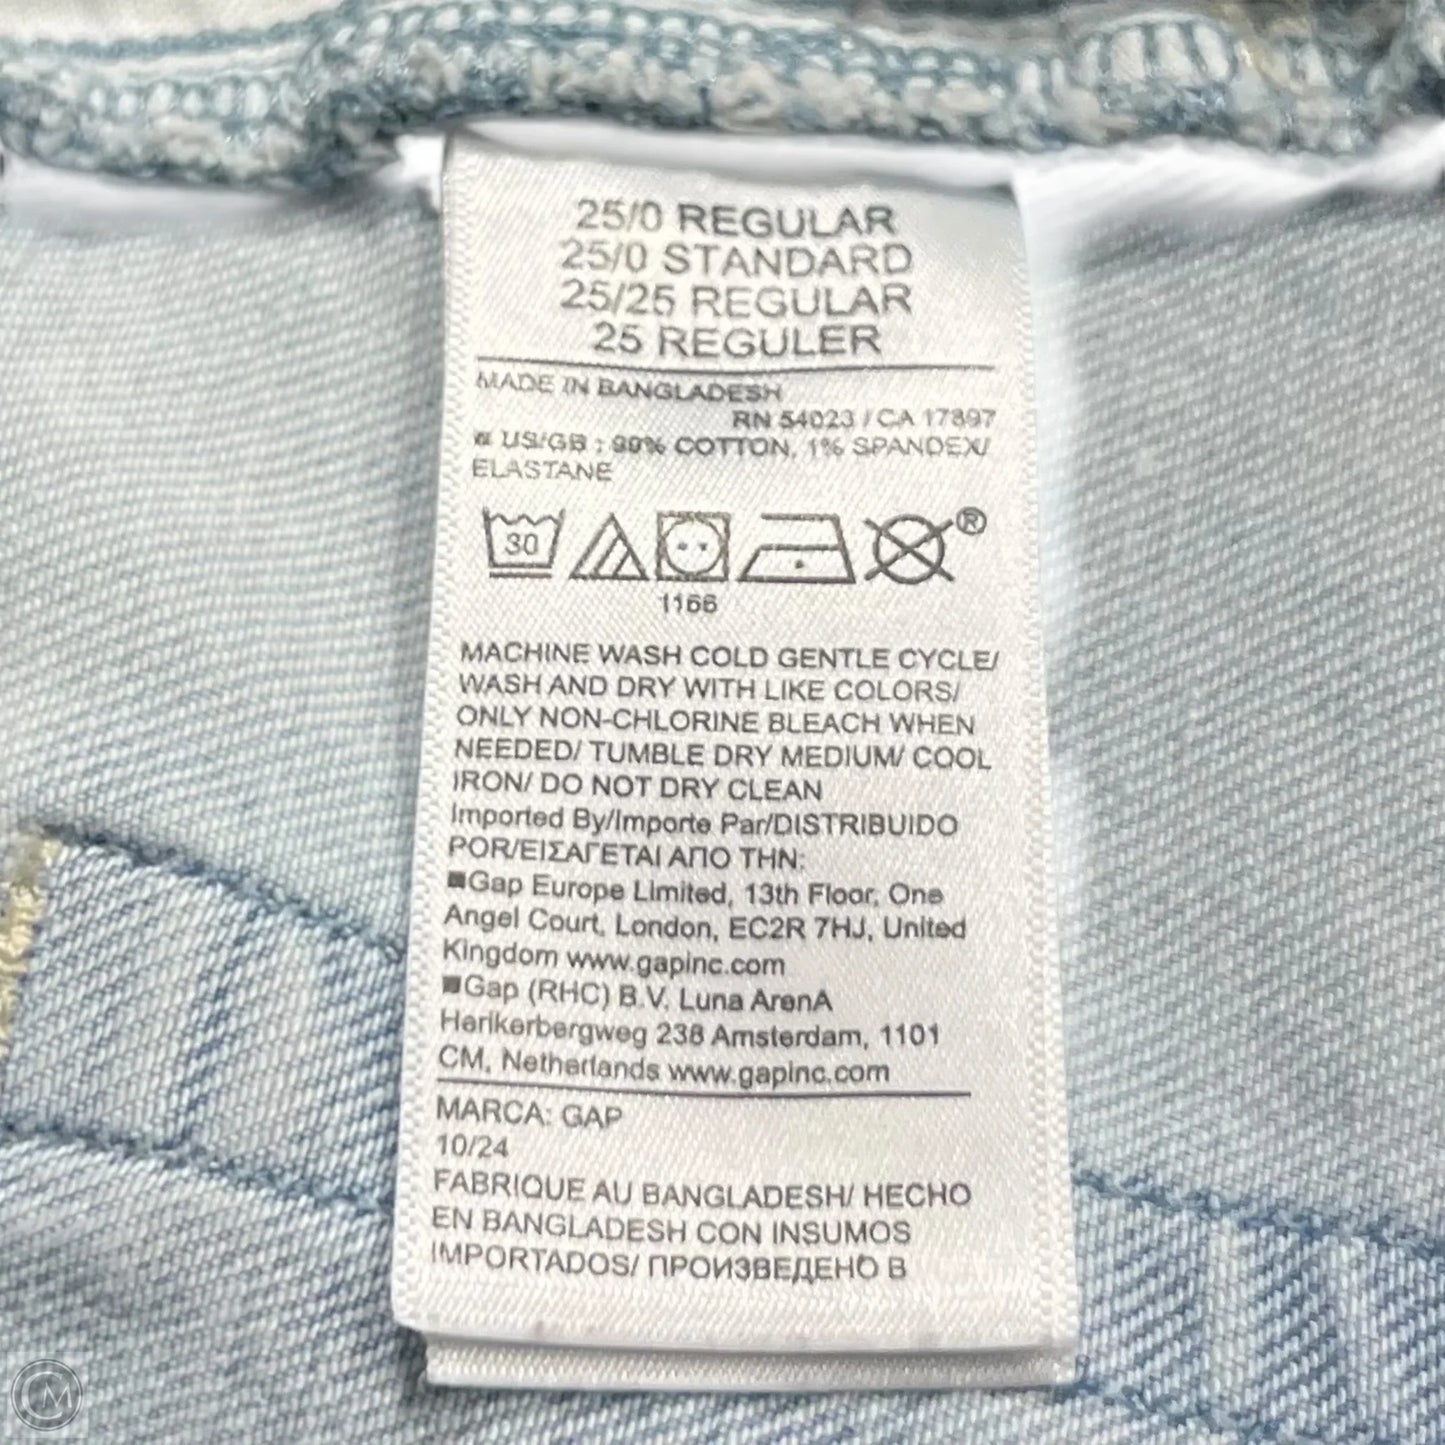 25/0 REGULAR
25/0 STANDARD
25/25 REGULAR
25 REGULER
MADE IN BANGLADESH
RN 54023 / CA 17897
US/GB : 99% COTTON, 1% SPANDEX/
ELASTANE
30
®
1166
MACHINE WASH COLD GENTLE CYCLE/
WASH AND DRY WITH LIKE COLORS/
ONLY NON-CHLORINE BLEACH WHEN
NEEDED/ TUMBLE DRY MEDIUM/ COOL
IRON/ DO NOT DRY CLEAN
Imported By/Importe Par/DISTRIBUIDO
POR/ΕΙΣΑΓΕΤΑΙ ΑΠΟ ΤΗΝ:
■Gap Europe Limited, 13th Floor, One
Angel Court, London, EC2R 7HJ, United
Kingdom www.gapinc.com
■Gap (RHC) B.V. Luna ArenA
Herikerbergweg 238 Amsterdam, 1101
CM, Netherlands www.gapinc.com
MARCA: GAP
10/24
FABRIQUE AU BANGLADESH/ HECHO
EN BANGLADESH CON INSUMOS
IMPORTADOS/ ПРОИЗВЕДЕНО В
CM